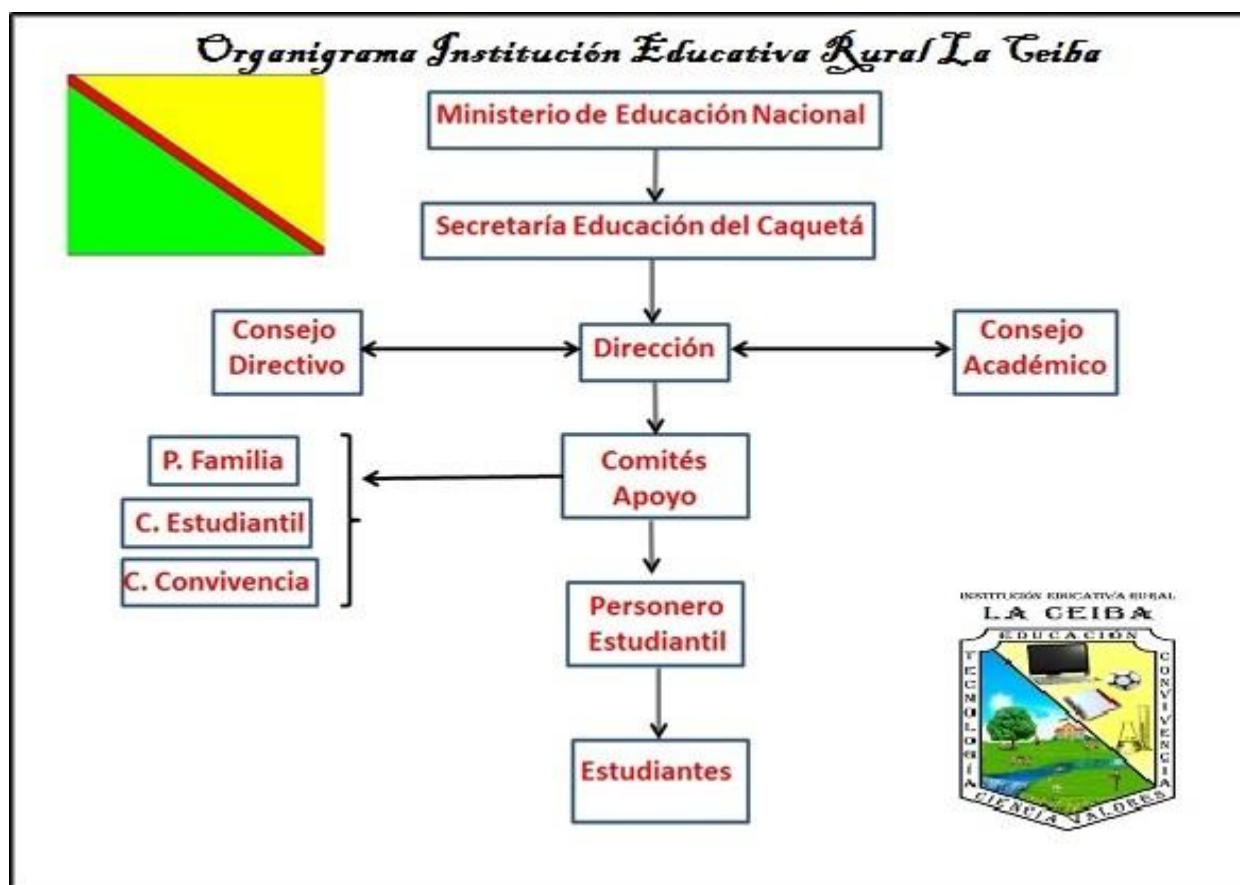 Organigrama Institución Educativa Rural La Ceiba
Ministerio de Educación Nacional
Secretaría Educación del Caquetá
Consejo
Directivo
Dirección
Consejo
Académico
P. Familia
C. Estudiantil
C. Convivencia
Comités
Apoyo
Personero
Estudiantil
Estudiantes
INSTITUCIÓN EDUCATIVA RURAL
LA CEIBA
EDUCACIÓN
TECNOLOGÍA
CONVIVENCIA
CIENCIA VALORES